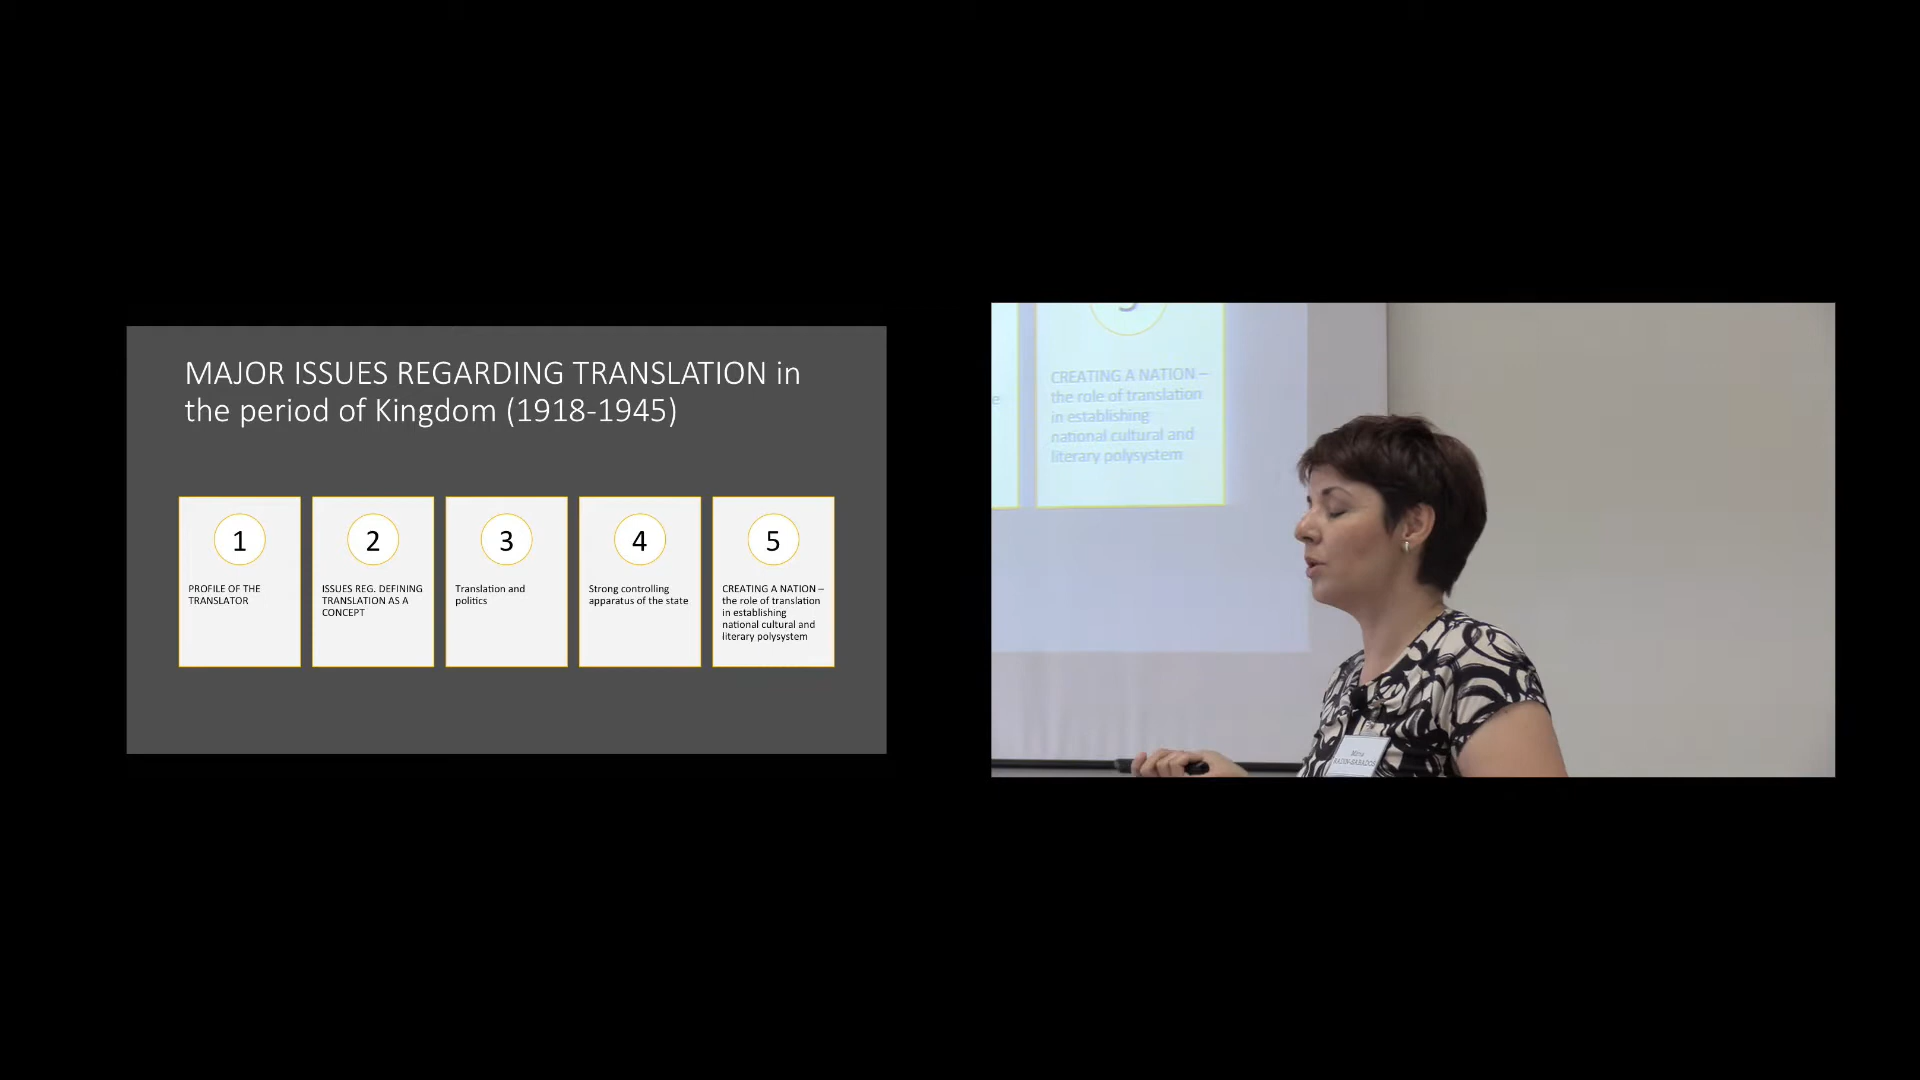 MAJOR ISSUES REGARDING TRANSLATION in
the period of Kingdom (1918-1945)
1
PROFILE OF THE
TRANSLATOR
2
ISSUES REG. DEFINING
TRANSLATION AS A
CONCEPT
3
Translation and
politics
4
Strong controlling
apparatus of the state
5
CREATING A NATION –
the role of translation
in establishing
national cultural and
literary polysystem
CREATING A NATION –
the role of translation
in establishing
national cultural and
literary polysystem